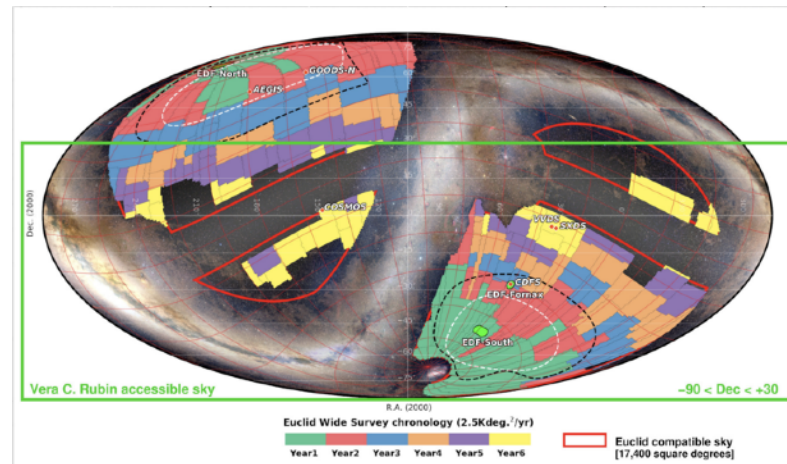 EDF-North
GOODS-N
AEGIS
COSMOS
VVDS
SXDS
CDFS
EDF-Fornax
EDF-South
Dec. (2000)
Vera C. Rubin accessible sky
−90 < Dec < +30
R.A. (2000)
Euclid Wide Survey chronology (2.5Kdeg.²/yr)
Year1 Year2 Year3 Year4 Year5 Year6
Euclid compatible sky
[17,400 square degrees]